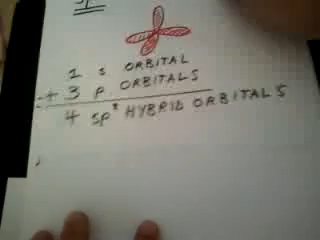 1 s ORBITAL
+ 3 p ORBITALS
4 sp³ HYBRID ORBITALS